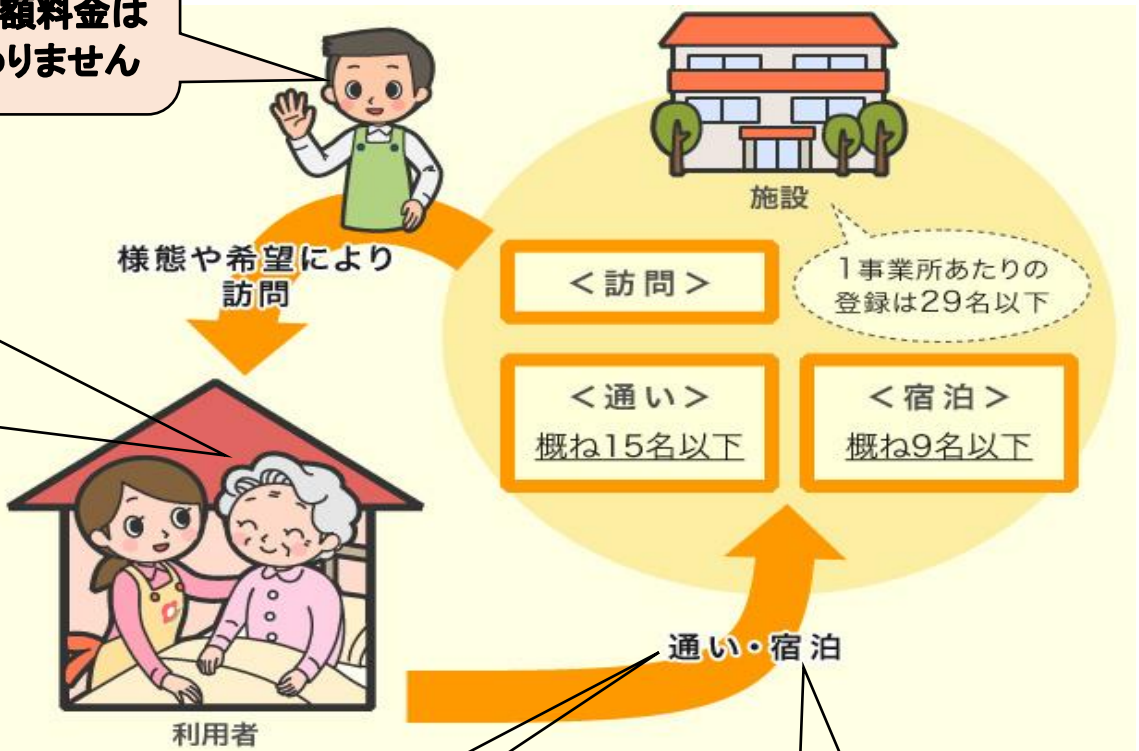 額料金は
りません
施設
様態や希望により
訪問
＜訪問＞
1事業所あたりの
登録は29名以下
＜通い＞
概ね15名以下
＜宿泊＞
概ね9名以下
通い・宿泊
利用者